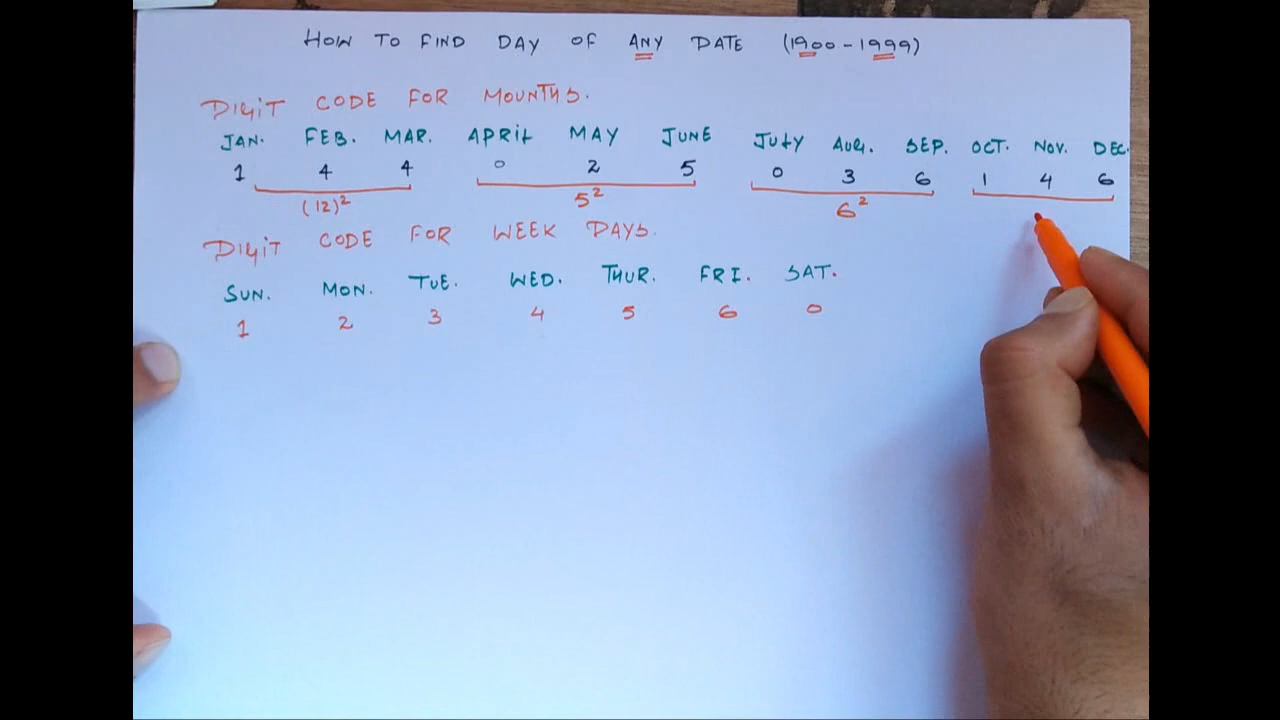 HOW TO FIND DAY OF ANY DATE (1900-1999)
DIGIT CODE FOR MOUNTHS.
JAN. FEB. MAR. APRIL MAY JUNE JULY AUG. SEP. OCT. NOV. DEC.
1 4 4 0 2 5 0 3 6 1 4 6
(12)² 5² 6²
DIGIT CODE FOR WEEK DAYS.
SUN. MON. TUE. WED. THUR. FRI. SAT.
1 2 3 4 5 6 0